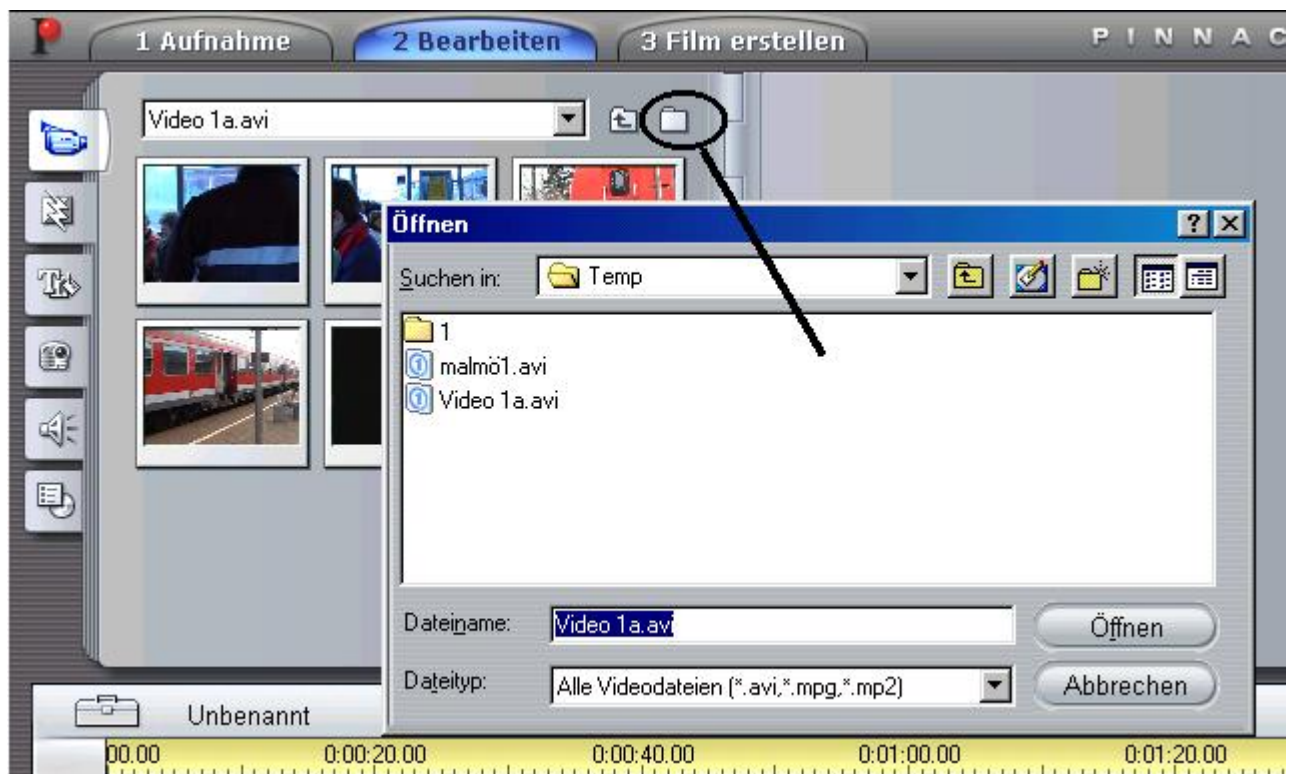 1 Aufnahme 2 Bearbeiten 3 Film erstellen PINNAC
Video 1a.avi
Öffnen
Suchen in: Temp
1
malmö1.avi
Video 1a.avi
Dateiname: Video 1a.avi Öffnen
Dateityp: Alle Videodateien (*.avi,*.mpg,*.mp2) Abbrechen
Unbenannt
00.00 0:00:20.00 0:00:40.00 0:01:00.00 0:01:20.00